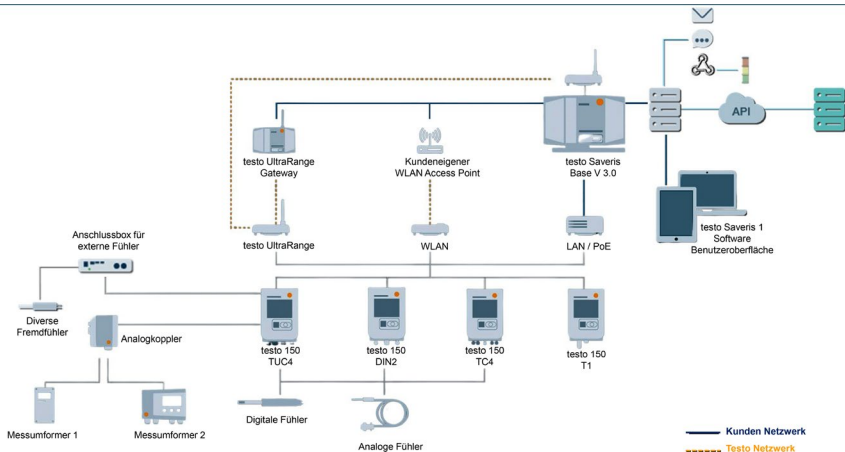 API
testo UltraRange
Gateway
Kundeneigener
WLAN Access Point
testo Saveris
Base V 3.0
testo Saveris 1
Software
Benutzeroberfläche
Anschlussbox für
externe Fühler
testo UltraRange
WLAN
LAN / PoE
Diverse
Fremdfühler
Analogkoppler
testo 150
TUC4
testo 150
DIN2
testo 150
TC4
testo 150
T1
Messumformer 1
Messumformer 2
Digitale Fühler
Analoge Fühler
Kunden Netzwerk
Testo Netzwerk